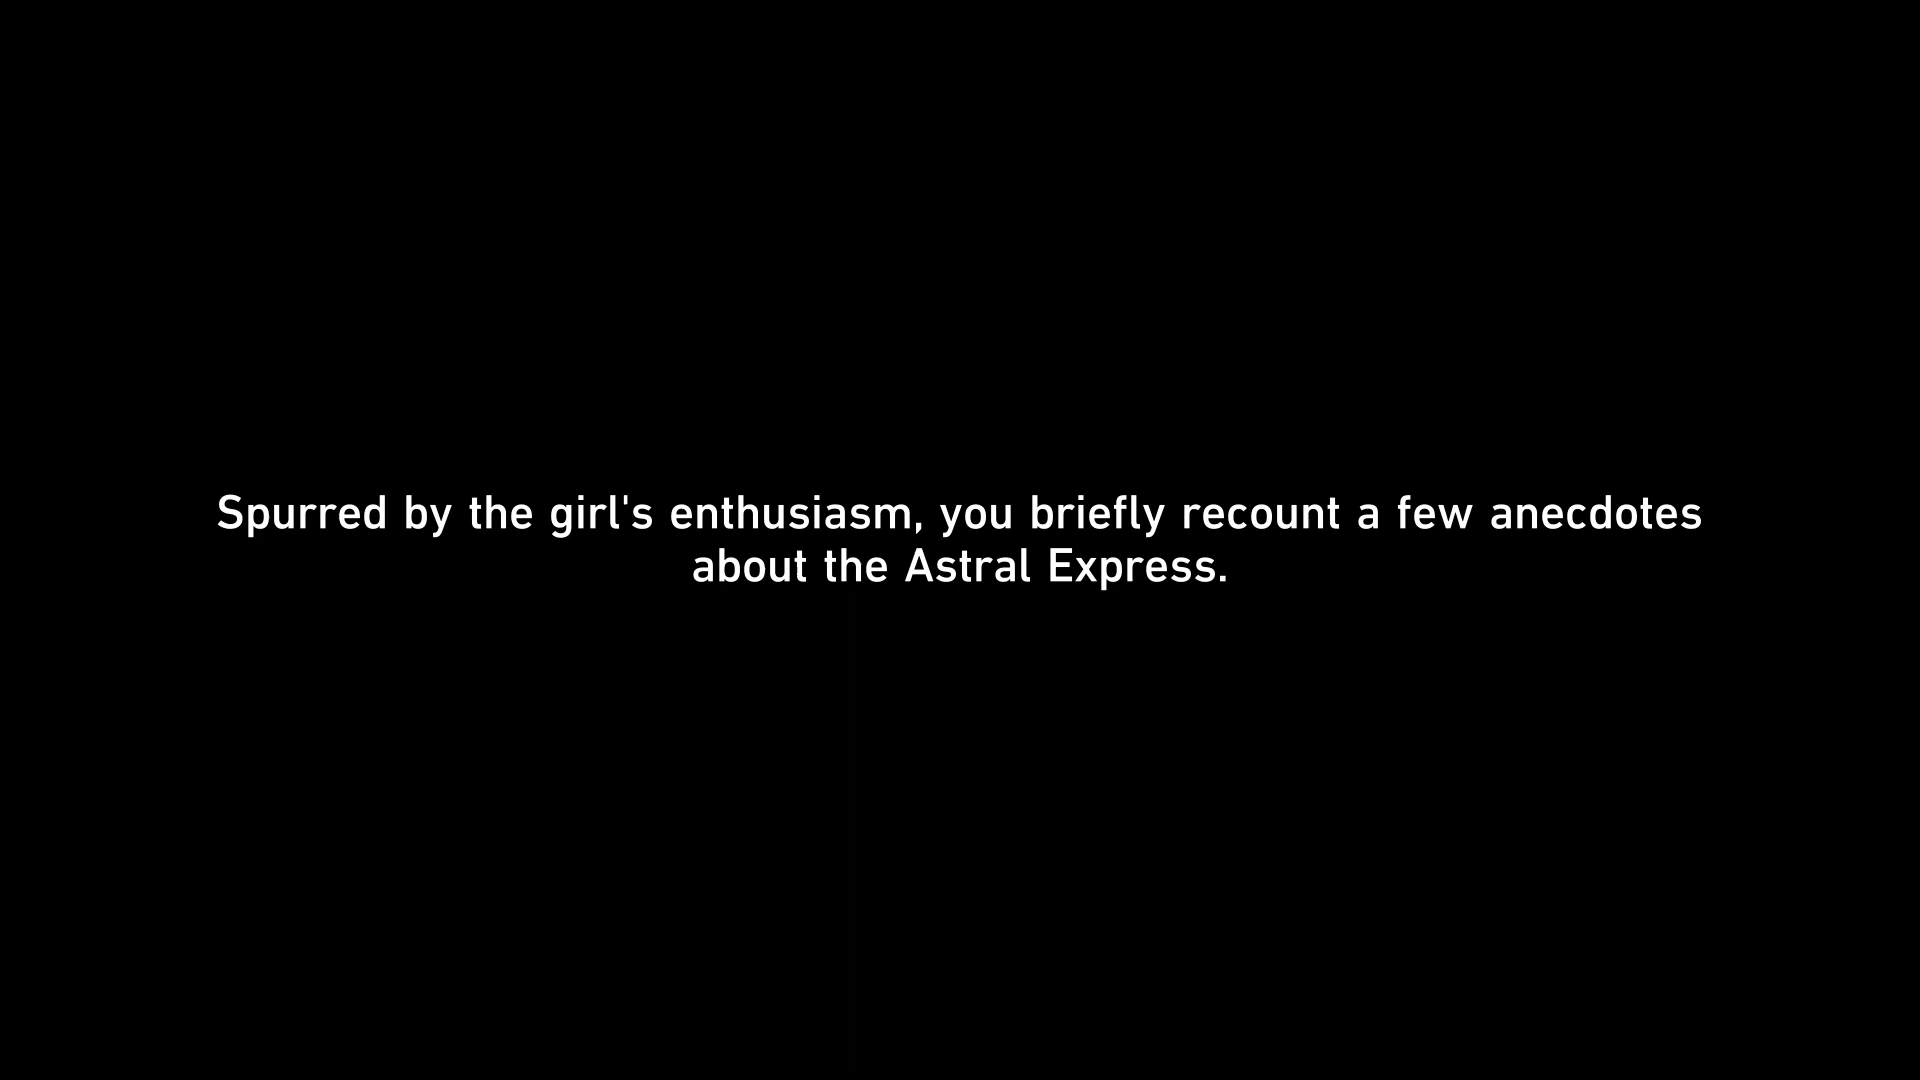 Spurred by the girl's enthusiasm, you briefly recount a few anecdotes
about the Astral Express.